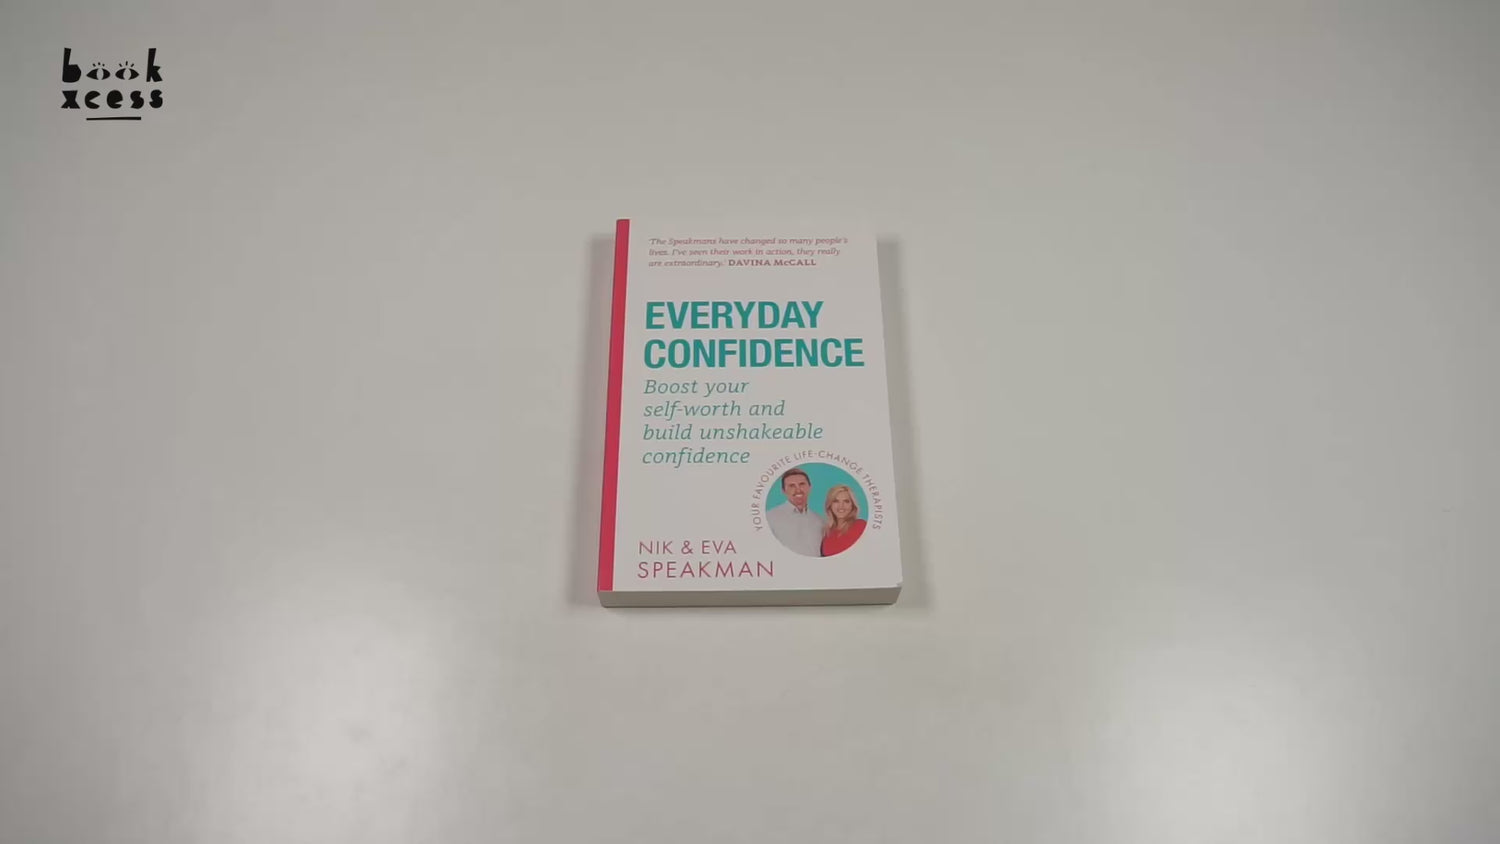 book
xcess
'The Speakmans have changed so many people's
lives. I've seen their work in action, they really
are extraordinary.' DAVINA McCALL
EVERYDAY
CONFIDENCE
Boost your
self-worth and
build unshakeable
confidence
YOUR FAVOURITE LIFE-CHANGE THERAPISTS
NIK & EVA
SPEAKMAN